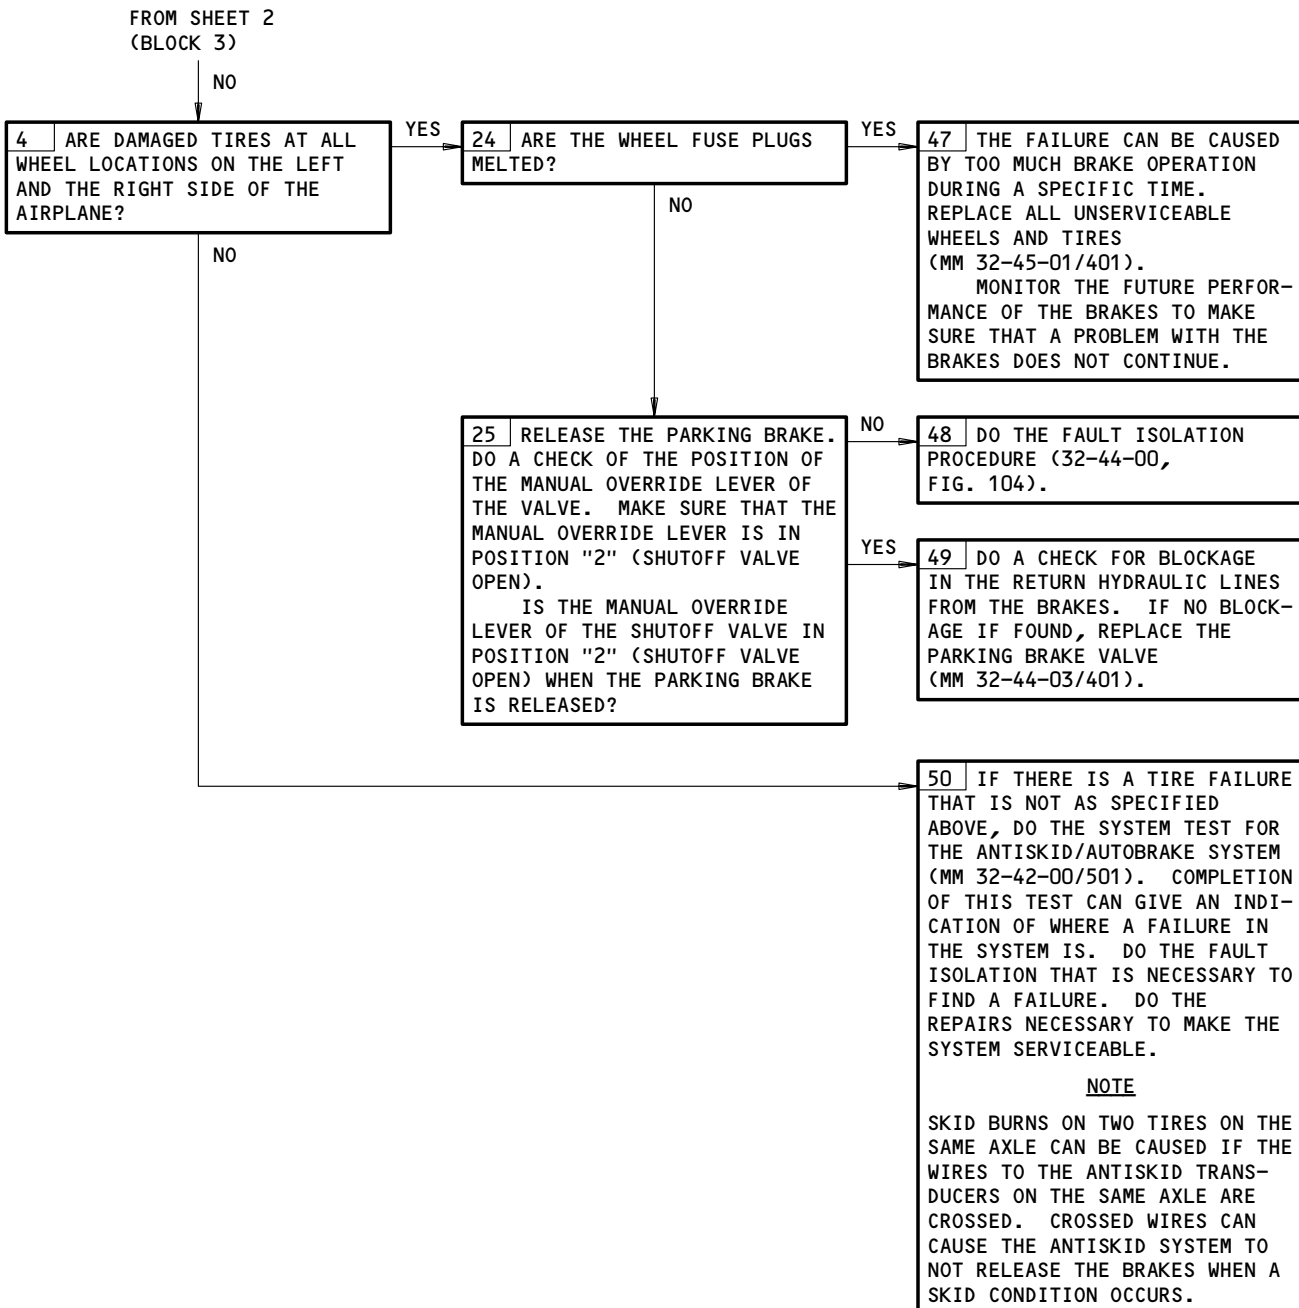 FROM SHEET 2
(BLOCK 3)
NO
4 ARE DAMAGED TIRES AT ALL
WHEEL LOCATIONS ON THE LEFT
AND THE RIGHT SIDE OF THE
AIRPLANE?
YES
NO
24 ARE THE WHEEL FUSE PLUGS
MELTED?
YES
NO
47 THE FAILURE CAN BE CAUSED
BY TOO MUCH BRAKE OPERATION
DURING A SPECIFIC TIME.
REPLACE ALL UNSERVICEABLE
WHEELS AND TIRES
(MM 32-45-01/401).
MONITOR THE FUTURE PERFOR-
MANCE OF THE BRAKES TO MAKE
SURE THAT A PROBLEM WITH THE
BRAKES DOES NOT CONTINUE.
25 RELEASE THE PARKING BRAKE.
DO A CHECK OF THE POSITION OF
THE MANUAL OVERRIDE LEVER OF
THE VALVE. MAKE SURE THAT THE
MANUAL OVERRIDE LEVER IS IN
POSITION "2" (SHUTOFF VALVE
OPEN).
IS THE MANUAL OVERRIDE
LEVER OF THE SHUTOFF VALVE IN
POSITION "2" (SHUTOFF VALVE
OPEN) WHEN THE PARKING BRAKE
IS RELEASED?
NO
48 DO THE FAULT ISOLATION
PROCEDURE (32-44-00,
FIG. 104).
YES
49 DO A CHECK FOR BLOCKAGE
IN THE RETURN HYDRAULIC LINES
FROM THE BRAKES. IF NO BLOCK-
AGE IF FOUND, REPLACE THE
PARKING BRAKE VALVE
(MM 32-44-03/401).
50 IF THERE IS A TIRE FAILURE
THAT IS NOT AS SPECIFIED
ABOVE, DO THE SYSTEM TEST FOR
THE ANTISKID/AUTOBRAKE SYSTEM
(MM 32-42-00/501). COMPLETION
OF THIS TEST CAN GIVE AN INDI-
CATION OF WHERE A FAILURE IN
THE SYSTEM IS. DO THE FAULT
ISOLATION THAT IS NECESSARY TO
FIND A FAILURE. DO THE
REPAIRS NECESSARY TO MAKE THE
SYSTEM SERVICEABLE.
NOTE
SKID BURNS ON TWO TIRES ON THE
SAME AXLE CAN BE CAUSED IF THE
WIRES TO THE ANTISKID TRANS-
DUCERS ON THE SAME AXLE ARE
CROSSED. CROSSED WIRES CAN
CAUSE THE ANTISKID SYSTEM TO
NOT RELEASE THE BRAKES WHEN A
SKID CONDITION OCCURS.